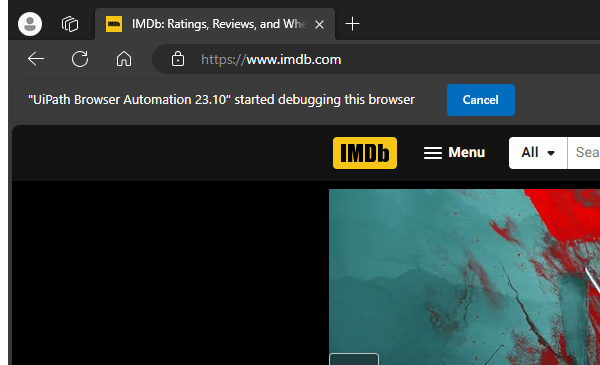 IMDb IMDb: Ratings, Reviews, and Whe
https://www.imdb.com
"UiPath Browser Automation 23.10" started debugging this browser Cancel
IMDb Menu All Sea